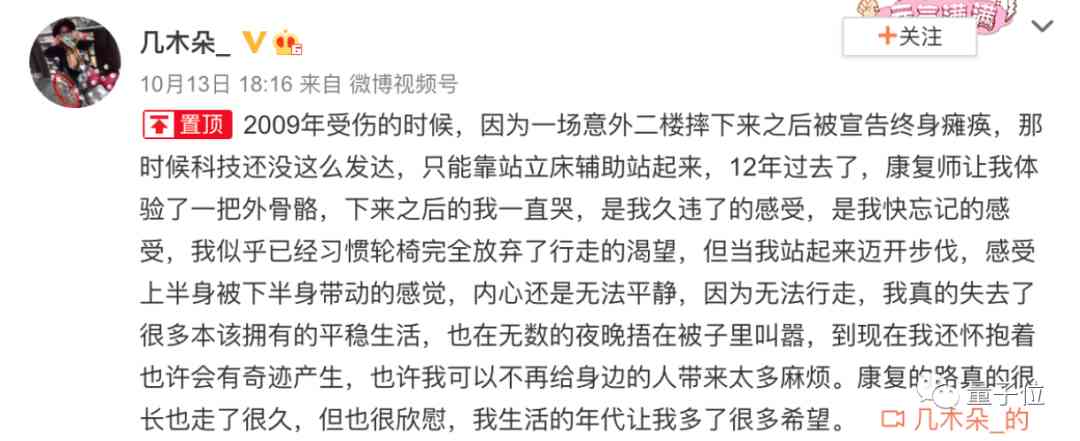 几木朵_
+关注
10月13日 18:16 来自 微博视频号
置顶 2009年受伤的时候，因为一场意外二楼摔下来之后被宣告终身瘫痪，那
时候科技还没这么发达，只能靠站立床辅助站起来，12年过去了，康复师让我体
验了一把外骨骼，下来之后的我一直哭，是我久违了的感受，是我快忘记的感
受，我似乎已经习惯轮椅完全放弃了行走的渴望，但当我站起来迈开步伐，感受
上半身被下半身带动的感觉，内心还是无法平静，因为无法行走，我真的失去了
很多本该拥有的平稳生活，也在无数的夜晚捂在被子里叫嚣，到现在我还怀抱着
也许会有奇迹产生，也许我可以不再给身边的人带来太多麻烦。康复的路真的很
长也走了很久，但也很欣慰，我生活的年代让我多了很多希望。 几木朵_的
量子位